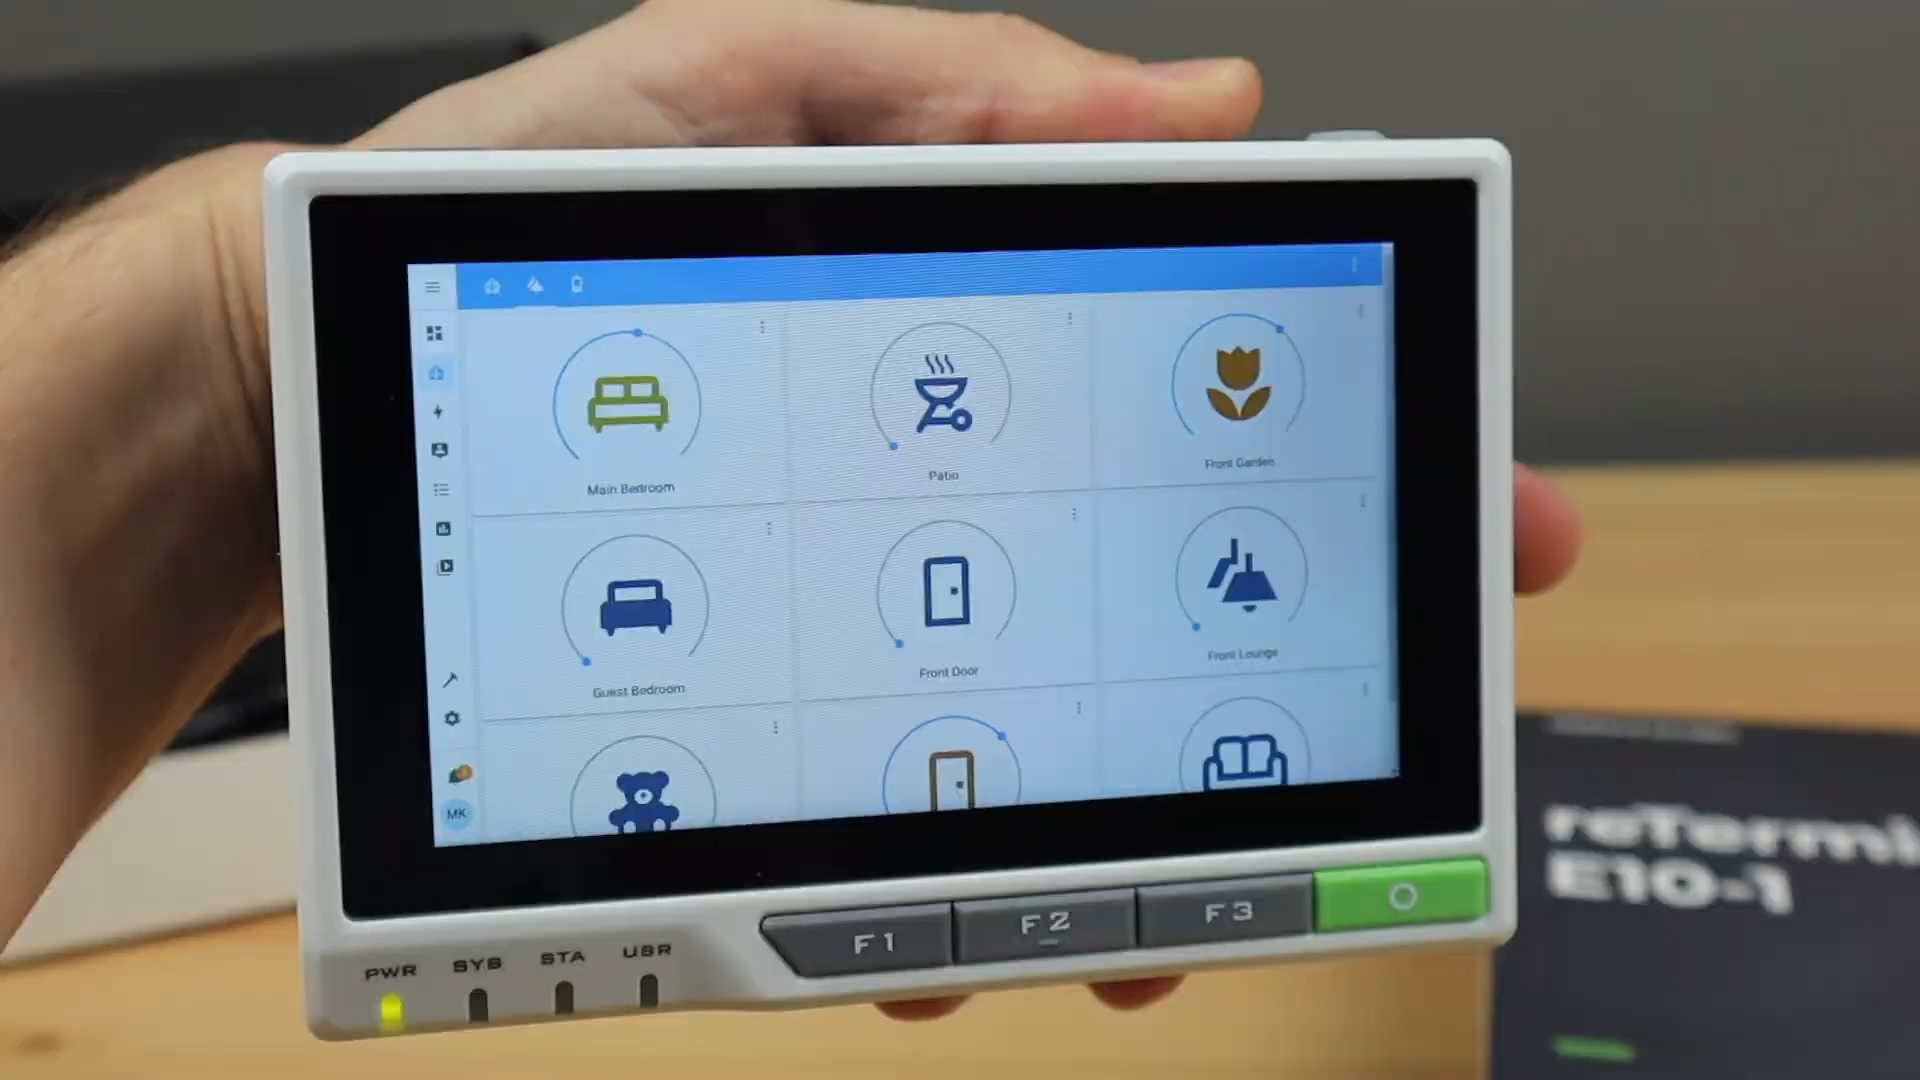 Main Bedroom
Patio
Front Garden
Guest Bedroom
Front Door
Front Lounge
MK
PWR
SYS
STA
USR
F1
F2
F3
reTermi
E10-1